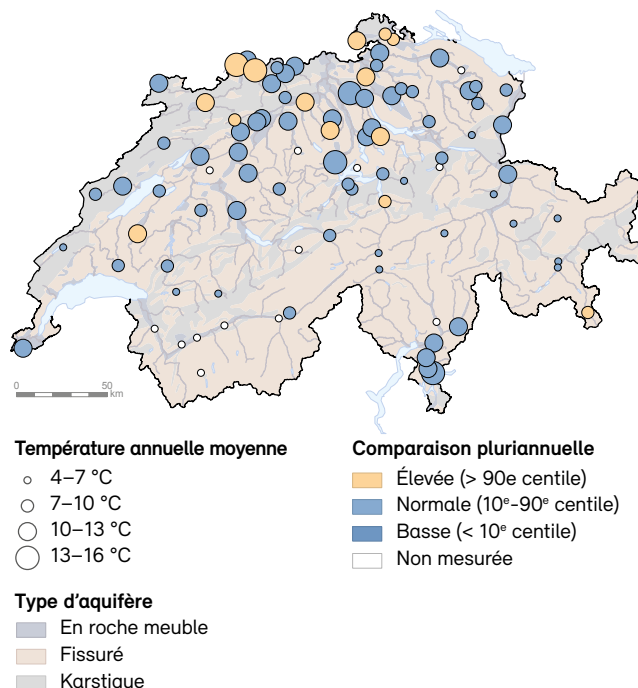 0 50
km
Température annuelle moyenne
4–7 °C
7–10 °C
10–13 °C
13–16 °C
Comparaison pluriannuelle
Élevée (> 90e centile)
Normale (10e-90e centile)
Basse (< 10e centile)
Non mesurée
Type d'aquifère
En roche meuble
Fissuré
Karstique